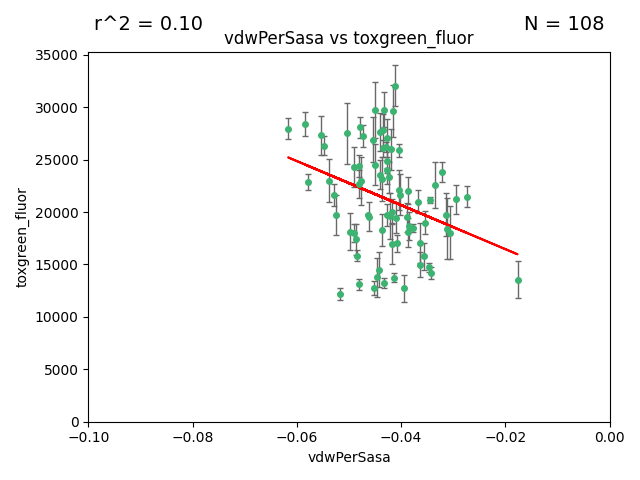 r^2 = 0.10
N = 108
vdwPerSasa vs toxgreen_fluor
35000
30000
25000
20000
15000
10000
5000
0
toxgreen_fluor
−0.10
−0.08
−0.06
−0.04
−0.02
0.00
vdwPerSasa